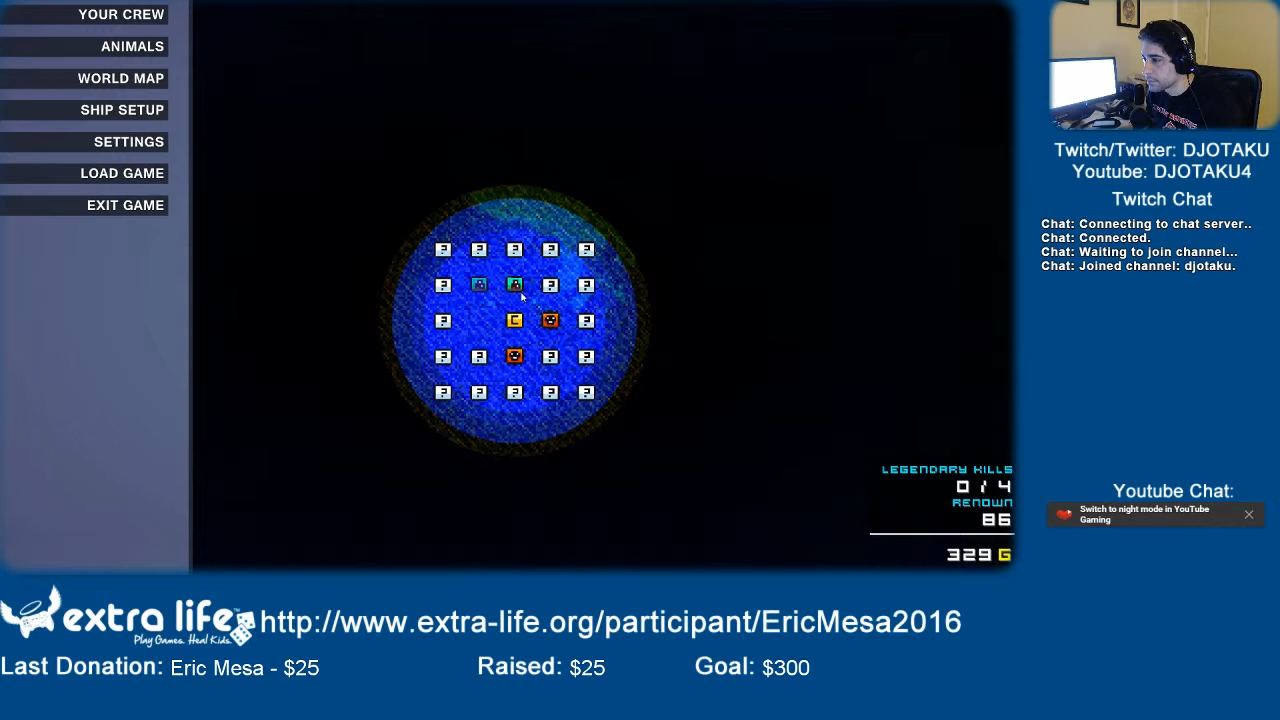 YOUR CREW
ANIMALS
WORLD MAP
SHIP SETUP
SETTINGS
LOAD GAME
EXIT GAME
? ? ? ? ?
? ? ?
? C ?
? ? ? ?
? ? ? ? ?
LEGENDARY KILLS
0 / 4
RENOWN
86
329 G
Twitch/Twitter: DJOTAKU
Youtube: DJOTAKU4
Twitch Chat
Chat: Connecting to chat server..
Chat: Connected.
Chat: Waiting to join channel...
Chat: Joined channel: djotaku.
Youtube Chat:
Switch to night mode in YouTube
Gaming
extra life
Play Games. Heal Kids.
http://www.extra-life.org/participant/EricMesa2016
Last Donation: Eric Mesa - $25 Raised: $25 Goal: $300